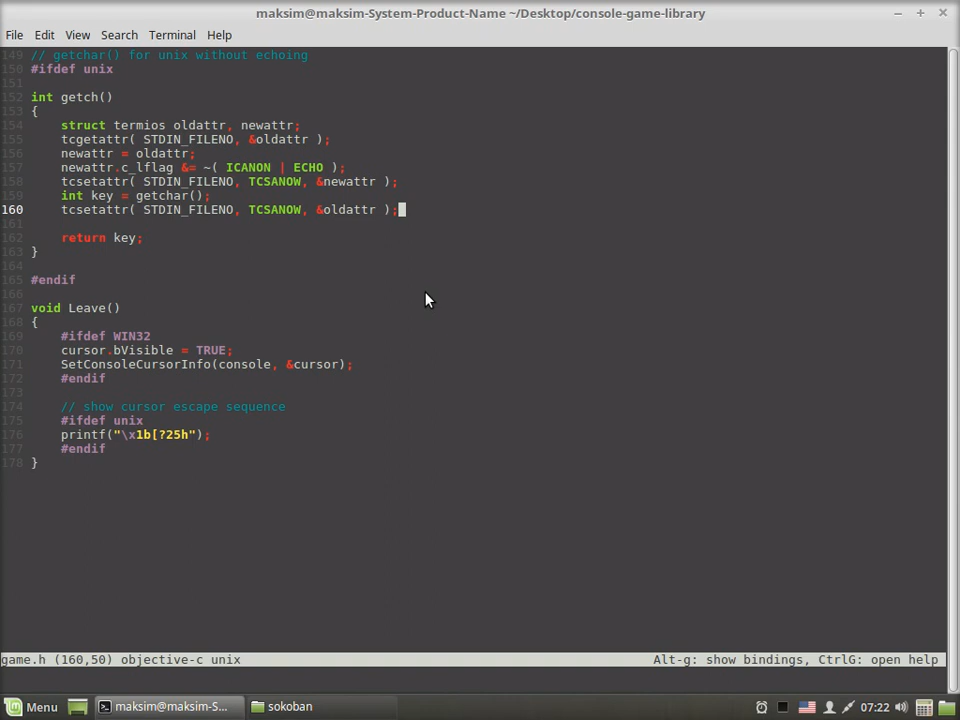 maksim@maksim-System-Product-Name ~/Desktop/console-game-library
File Edit View Search Terminal Help
149 // getchar() for unix without echoing
150 #ifdef unix
151
152 int getch()
153 {
154     struct termios oldattr, newattr;
155     tcgetattr( STDIN_FILENO, &oldattr );
156     newattr = oldattr;
157     newattr.c_lflag &= ~( ICANON | ECHO );
158     tcsetattr( STDIN_FILENO, TCSANOW, &newattr );
159     int key = getchar();
160     tcsetattr( STDIN_FILENO, TCSANOW, &oldattr );
161
162     return key;
163 }
164
165 #endif
166
167 void Leave()
168 {
169     #ifdef WIN32
170     cursor.bVisible = TRUE;
171     SetConsoleCursorInfo(console, &cursor);
172     #endif
173
174     // show cursor escape sequence
175     #ifdef unix
176     printf("\x1b[?25h");
177     #endif
178 }
game.h (160,50) objective-c unix Alt-g: show bindings, CtrlG: open help
Menu maksim@maksim-S... sokoban 07:22